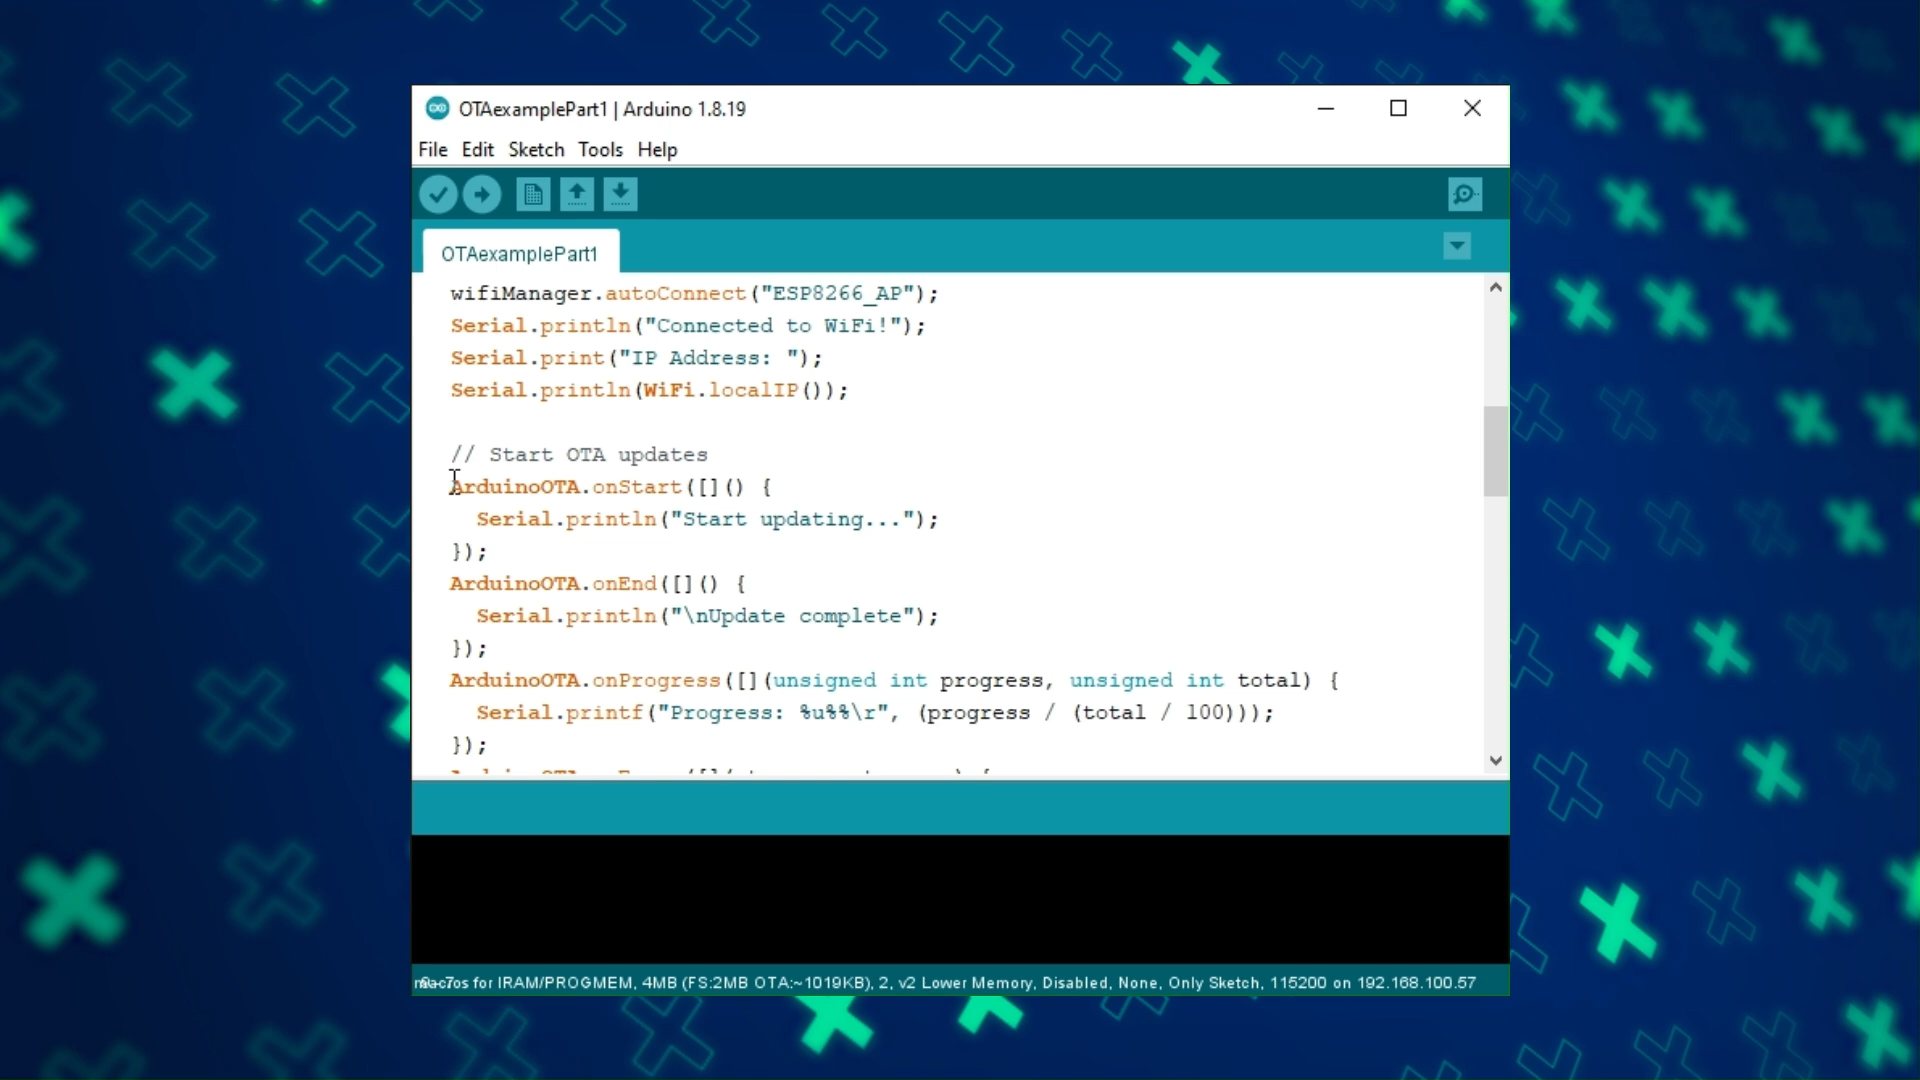 OTAexamplePart1 | Arduino 1.8.19
File Edit Sketch Tools Help
OTAexamplePart1
wifiManager.autoConnect("ESP8266_AP");
Serial.println("Connected to WiFi!");
Serial.print("IP Address: ");
Serial.println(WiFi.localIP());
// Start OTA updates
ArduinoOTA.onStart([]() {
Serial.println("Start updating...");
});
ArduinoOTA.onEnd([]() {
Serial.println("\nUpdate complete");
});
ArduinoOTA.onProgress([](unsigned int progress, unsigned int total) {
Serial.printf("Progress: %u%%\r", (progress / (total / 100)));
});
for IRAM/PROGMEM, 4MB (FS:2MB OTA:~1019KB), 2, v2 Lower Memory, Disabled, None, Only Sketch, 115200 on 192.168.100.57